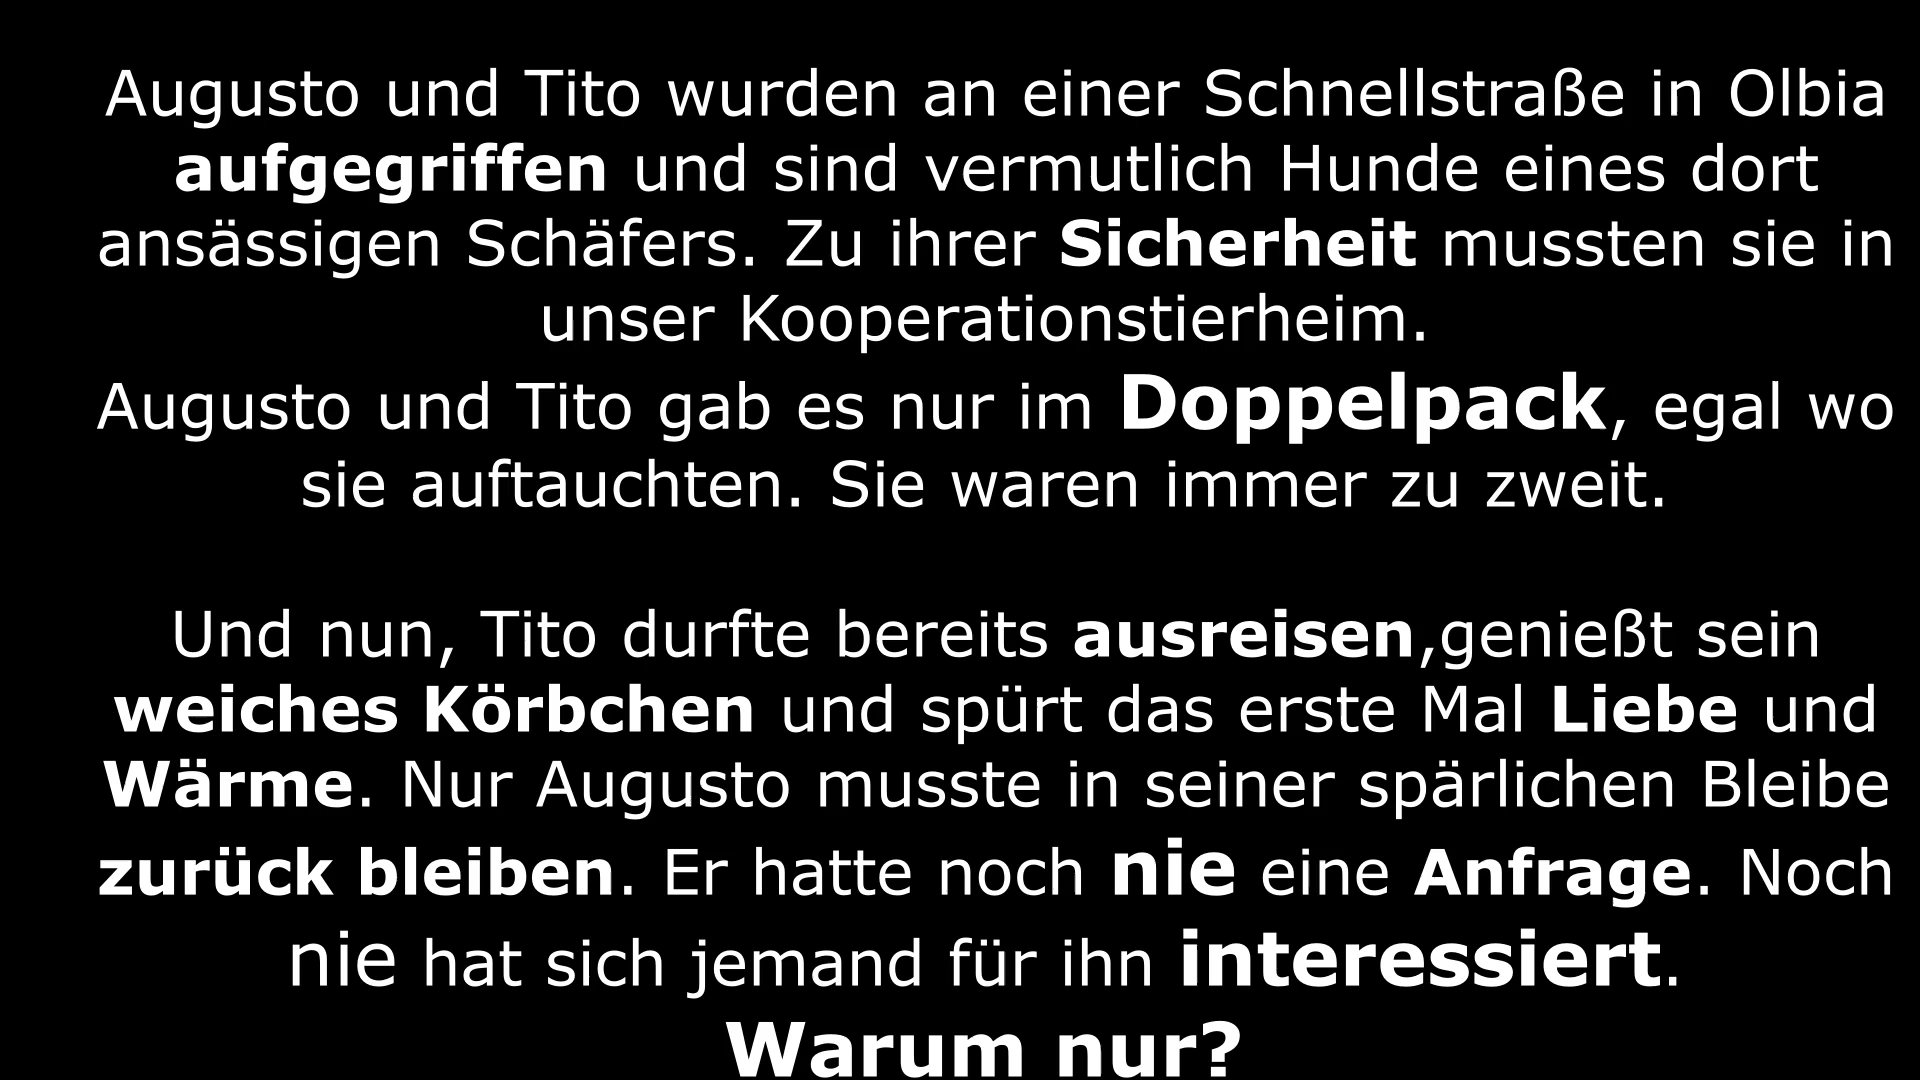 Augusto und Tito wurden an einer Schnellstraße in Olbia
aufgegriffen und sind vermutlich Hunde eines dort
ansässigen Schäfers. Zu ihrer Sicherheit mussten sie in
unser Kooperationstierheim.
Augusto und Tito gab es nur im Doppelpack, egal wo
sie auftauchten. Sie waren immer zu zweit.
Und nun, Tito durfte bereits ausreisen,genießt sein
weiches Körbchen und spürt das erste Mal Liebe und
Wärme. Nur Augusto musste in seiner spärlichen Bleibe
zurück bleiben. Er hatte noch nie eine Anfrage. Noch
nie hat sich jemand für ihn interessiert.
Warum nur?